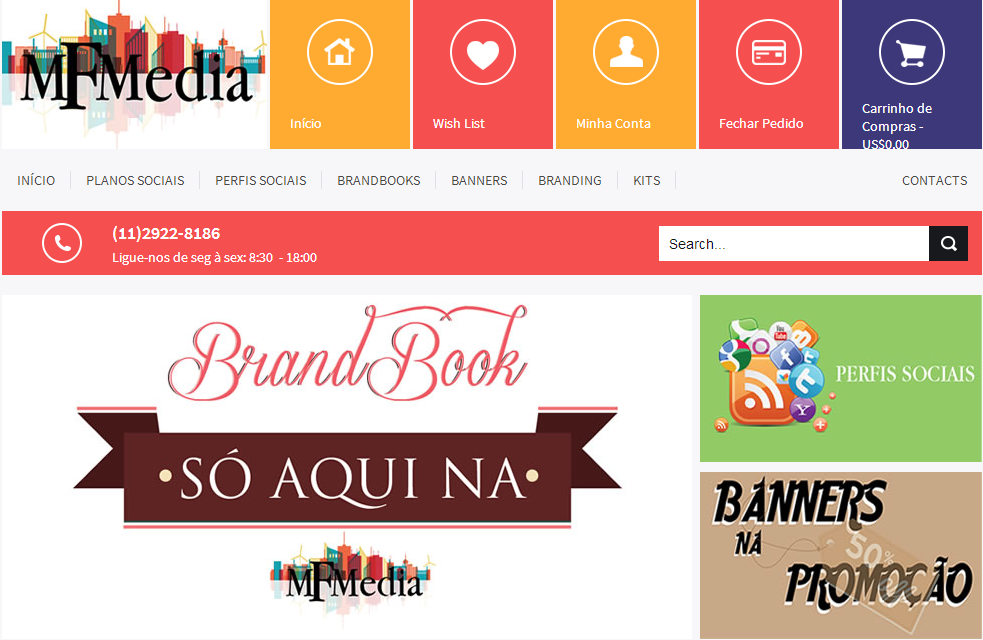 MFMedia
Início
Wish List
Minha Conta
Fechar Pedido
Carrinho de
Compras -
US$0.00
INÍCIO
PLANOS SOCIAIS
PERFIS SOCIAIS
BRANDBOOKS
BANNERS
BRANDING
KITS
CONTACTS
(11)2922-8186
Ligue-nos de seg à sex: 8:30 - 18:00
Search...
BrandBook
SÓ AQUI NA
MFMedia
You
Tube
PERFIS SOCIAIS
BANNERS
NA
50%
PROMOÇÃO